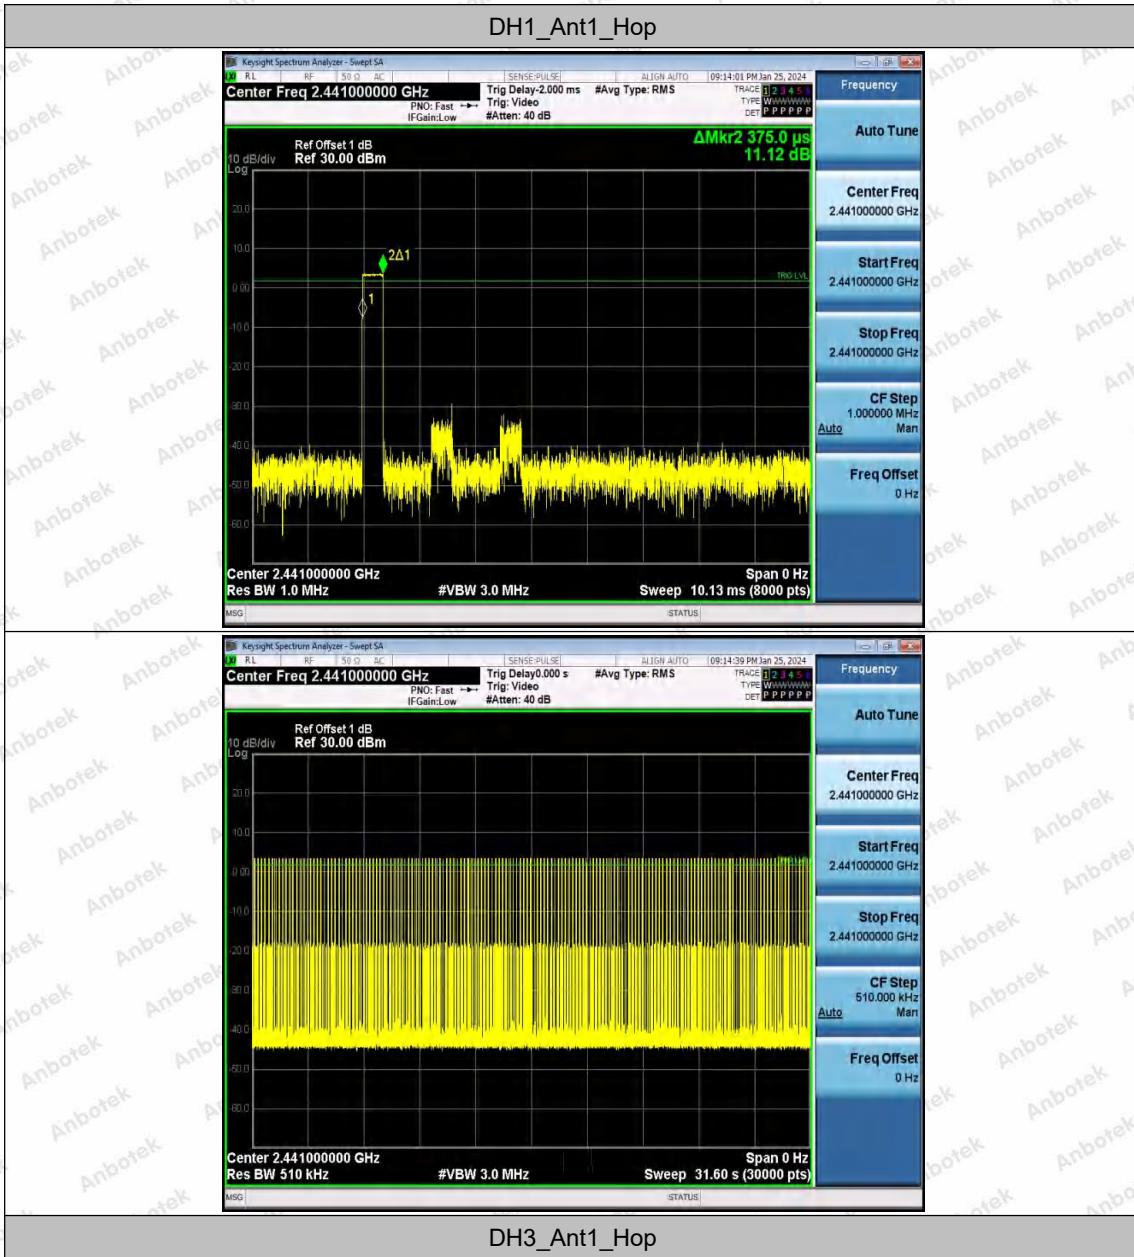 DH1_Ant1_Hop
Keysight Spectrum Analyzer - Swept SA
RL RF 50 Ω AC SENSE:PULSE ALIGN AUTO 09:14:01 PM Jan 25, 2024
Center Freq 2.441000000 GHz
PNO: Fast
IFGain:Low
Trig Delay-2.000 ms
Trig: Video
#Atten: 40 dB
#Avg Type: RMS
TRACE 1 2 3 4 5 6
TYPE WWWWWW
DET P P P P P P
Frequency
Auto Tune
Center Freq
2.441000000 GHz
Start Freq
2.441000000 GHz
Stop Freq
2.441000000 GHz
CF Step
1.000000 MHz
Auto Man
Freq Offset
0 Hz
ΔMkr2 375.0 µs
11.12 dB
Ref Offset 1 dB
10 dB/div Ref 30.00 dBm
Log
20.0
10.0
0.00
-10.0
-20.0
-30.0
-40.0
-50.0
-60.0
2Δ1
1
TRIG LVL
Center 2.441000000 GHz Span 0 Hz
Res BW 1.0 MHz #VBW 3.0 MHz Sweep 10.13 ms (8000 pts)
MSG STATUS
Keysight Spectrum Analyzer - Swept SA
RL RF 50 Ω AC SENSE:PULSE ALIGN AUTO 09:14:39 PM Jan 25, 2024
Center Freq 2.441000000 GHz
PNO: Fast
IFGain:Low
Trig Delay0.000 s
Trig: Video
#Atten: 40 dB
#Avg Type: RMS
TRACE 1 2 3 4 5 6
TYPE WWWWWW
DET P P P P P P
Frequency
Auto Tune
Center Freq
2.441000000 GHz
Start Freq
2.441000000 GHz
Stop Freq
2.441000000 GHz
CF Step
510.000 kHz
Auto Man
Freq Offset
0 Hz
Ref Offset 1 dB
10 dB/div Ref 30.00 dBm
Log
20.0
10.0
0.00
-10.0
-20.0
-30.0
-40.0
-50.0
-60.0
Center 2.441000000 GHz Span 0 Hz
Res BW 510 kHz #VBW 3.0 MHz Sweep 31.60 s (30000 pts)
MSG STATUS
DH3_Ant1_Hop
Anbotek